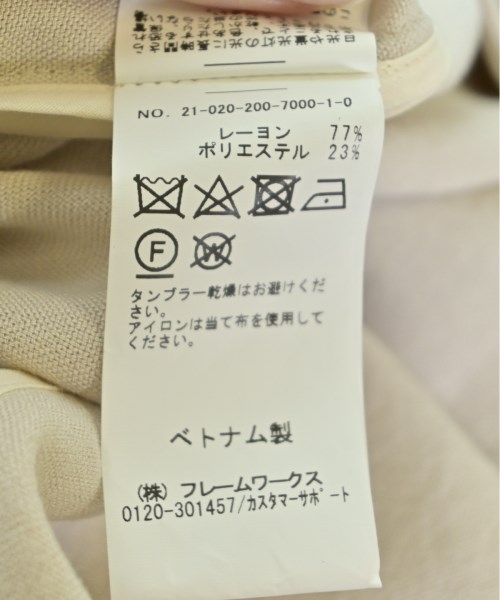 NO. 21-020-200-7000-1-0
レーヨン 77%
ポリエステル 23%
F
W
タンブラー乾燥はお避けくだ
さい。
アイロンは当て布を使用して
ください。
ベトナム製
(株) フレームワークス
0120-301457/カスタマーサポート